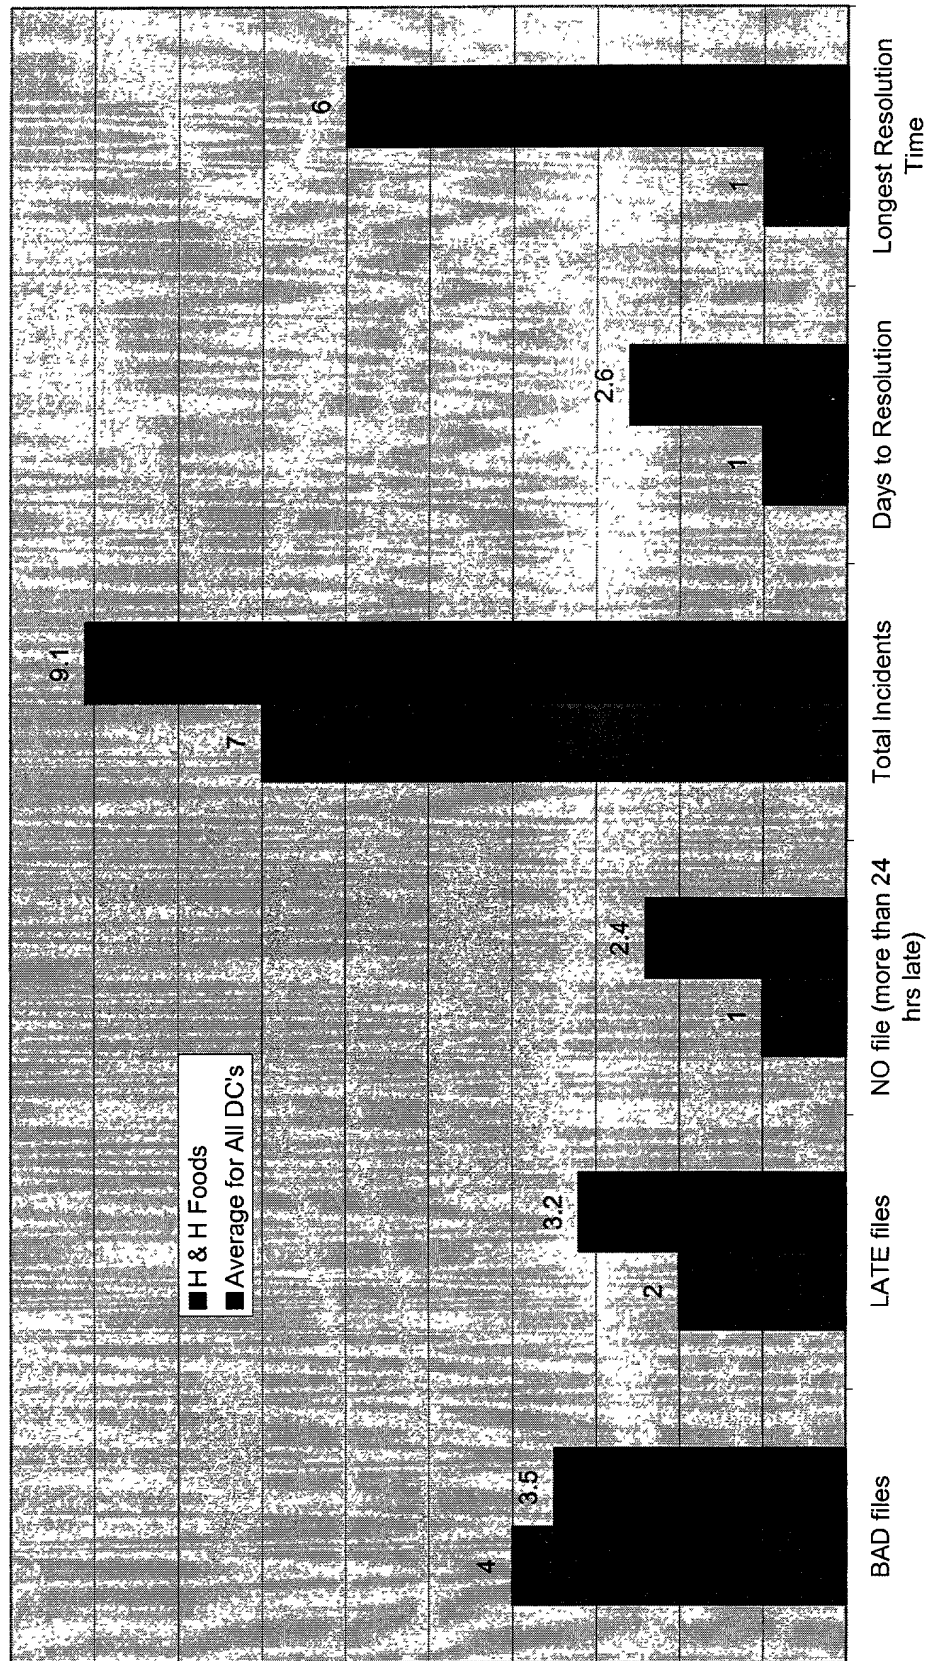 H & H Foods
Average for All DC's
4
3.5
2
3.2
1
2.4
7
9.1
1
2.6
1
6
BAD files
LATE files
NO file (more than 24
hrs late)
Total Incidents
Days to Resolution
Longest Resolution
Time